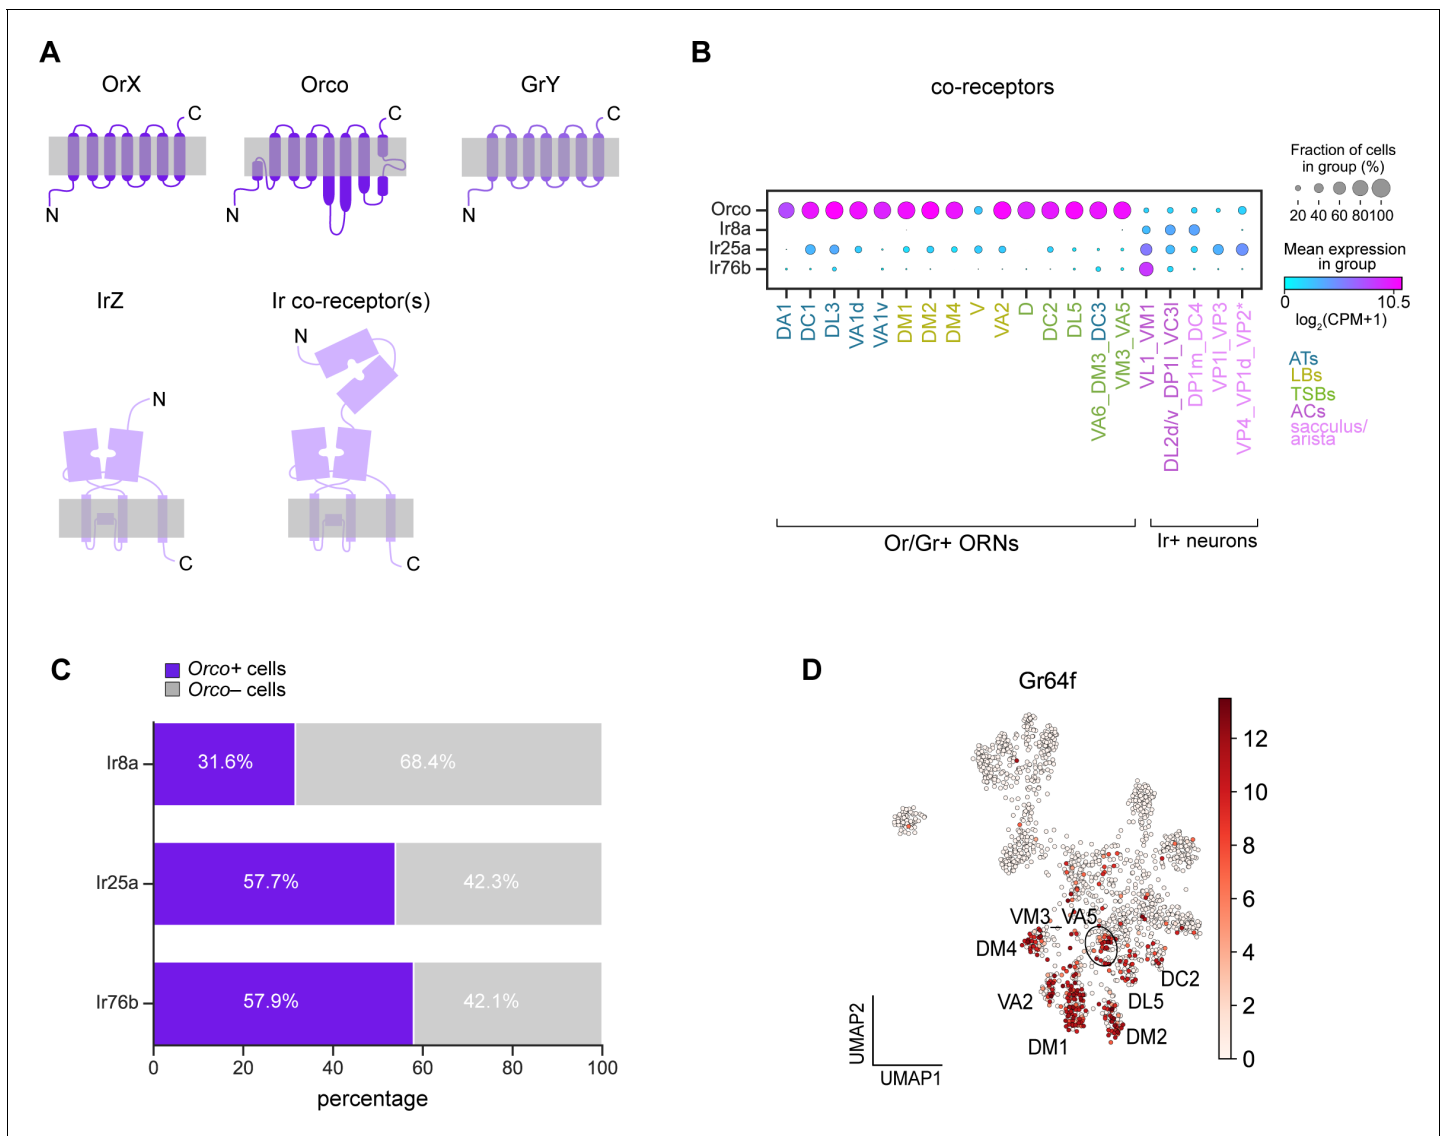 A
OrX
Orco
GrY
C
C
C
N
N
N
IrZ
Ir co-receptor(s)
N
N
C
C
B
co-receptors
Orco
Ir8a
Ir25a
Ir76b
DA1
DC1
DL3
VA1d
VA1v
DM1
DM2
DM4
V
VA2
D
DC2
DL5
DC3
VA6_DM3_VA5
VM3_VA5
VL1_VM1
DL2d/v_DP1l_VC3l
DP1m_DC4
VP1l_VP3
VP4_VP1d_VP2*
Or/Gr+ ORNs
Ir+ neurons
Fraction of cells
in group (%)
20 40 60 80100
Mean expression
in group
0 10.5
log2(CPM+1)
ATs
LBs
TSBs
ACs
sacculus/
arista
C
Orco+ cells
Orco– cells
Ir8a
31.6%
68.4%
Ir25a
57.7%
42.3%
Ir76b
57.9%
42.1%
0 20 40 60 80 100
percentage
D
Gr64f
VM3_VA5
DM4
DC2
VA2
DL5
DM1
DM2
UMAP2
UMAP1
12
10
8
6
4
2
0